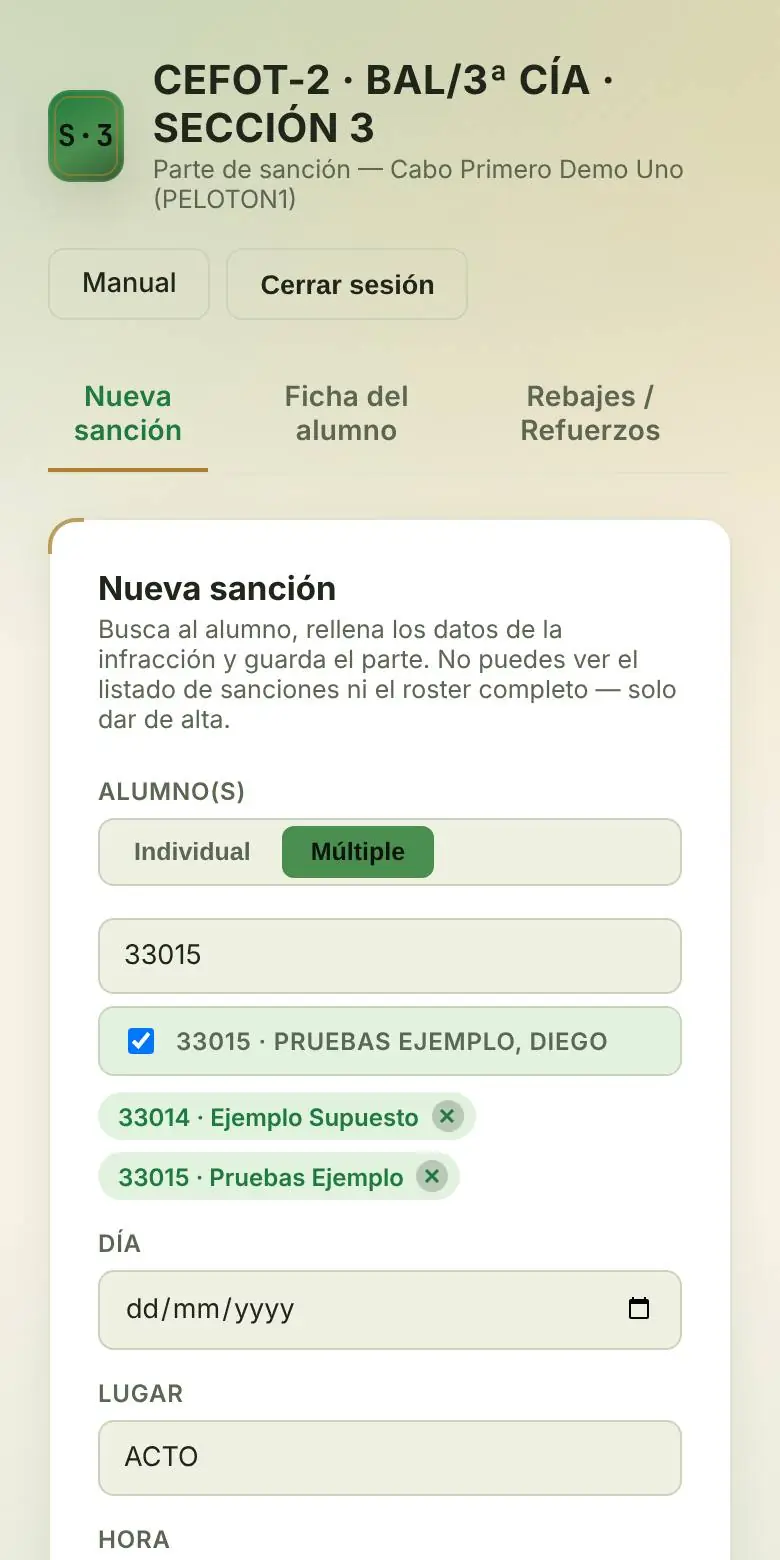 S·3
CEFOT-2 · BAL/3ª CÍA ·
SECCIÓN 3
Parte de sanción — Cabo Primero Demo Uno
(PELOTON1)
Manual
Cerrar sesión
Nueva
sanción
Ficha del
alumno
Rebajes /
Refuerzos
Nueva sanción
Busca al alumno, rellena los datos de la
infracción y guarda el parte. No puedes ver el
listado de sanciones ni el roster completo — solo
dar de alta.
ALUMNO(S)
Individual
Múltiple
33015
33015 · PRUEBAS EJEMPLO, DIEGO
33014 · Ejemplo Supuesto ✕
33015 · Pruebas Ejemplo ✕
DÍA
dd/mm/yyyy
LUGAR
ACTO
HORA